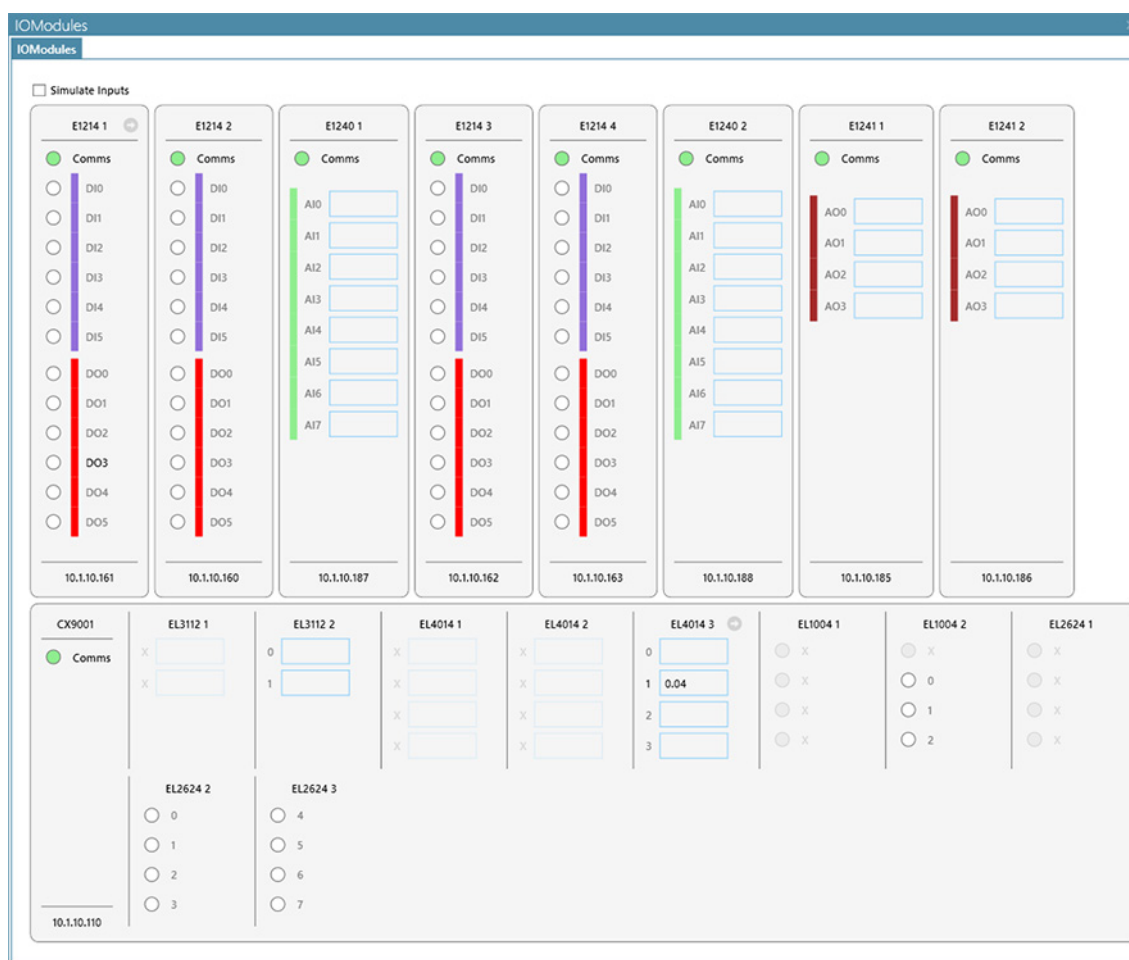 IOModules
IOModules
Simulate Inputs
E1214 1
Comms
DI0
DI1
DI2
DI3
DI4
DI5
DO0
DO1
DO2
DO3
DO4
DO5
10.1.10.161
E1214 2
Comms
DI0
DI1
DI2
DI3
DI4
DI5
DO0
DO1
DO2
DO3
DO4
DO5
10.1.10.160
E1240 1
Comms
AI0
AI1
AI2
AI3
AI4
AI5
AI6
AI7
10.1.10.187
E1214 3
Comms
DI0
DI1
DI2
DI3
DI4
DI5
DO0
DO1
DO2
DO3
DO4
DO5
10.1.10.162
E1214 4
Comms
DI0
DI1
DI2
DI3
DI4
DI5
DO0
DO1
DO2
DO3
DO4
DO5
10.1.10.163
E1240 2
Comms
AI0
AI1
AI2
AI3
AI4
AI5
AI6
AI7
10.1.10.188
E1241 1
Comms
AO0
AO1
AO2
AO3
10.1.10.185
E1241 2
Comms
AO0
AO1
AO2
AO3
10.1.10.186
CX9001
Comms
10.1.10.110
EL3112 1
X
X
EL3112 2
0
1
EL4014 1
X
X
X
X
EL4014 2
X
X
X
X
EL4014 3
0
1 0.04
2
3
EL1004 1
X
X
X
X
EL1004 2
X
0
1
2
EL2624 1
X
X
X
X
EL2624 2
0
1
2
3
EL2624 3
4
5
6
7